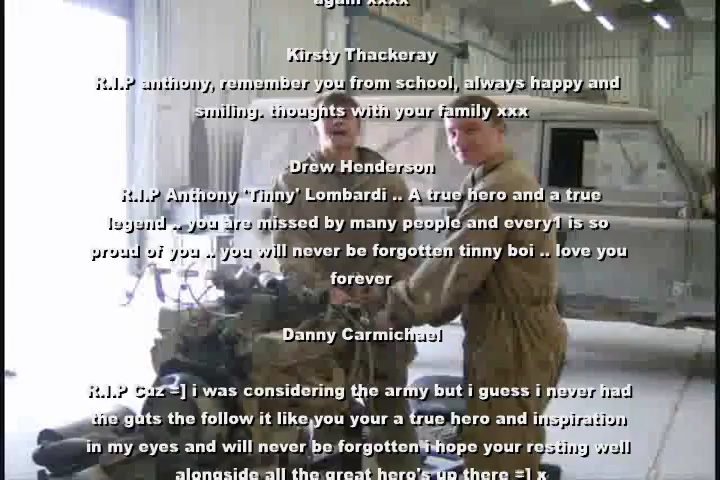 again xxxx
Kirsty Thackeray
R.I.P anthony, remember you from school, always happy and
smiling. thoughts with your family xxx
Drew Henderson
R.I.P Anthony 'Tinny' Lombardi .. A true hero and a true
legend .. you are missed by many people and every1 is so
proud of you .. you will never be forgotten tinny boi .. love you
forever
Danny Carmichael
R.I.P Cuz =] i was considering the army but i guess i never had
the guts the follow it like you your a true hero and inspiration
in my eyes and will never be forgotten i hope your resting well
alongside all the great hero's up there =] x